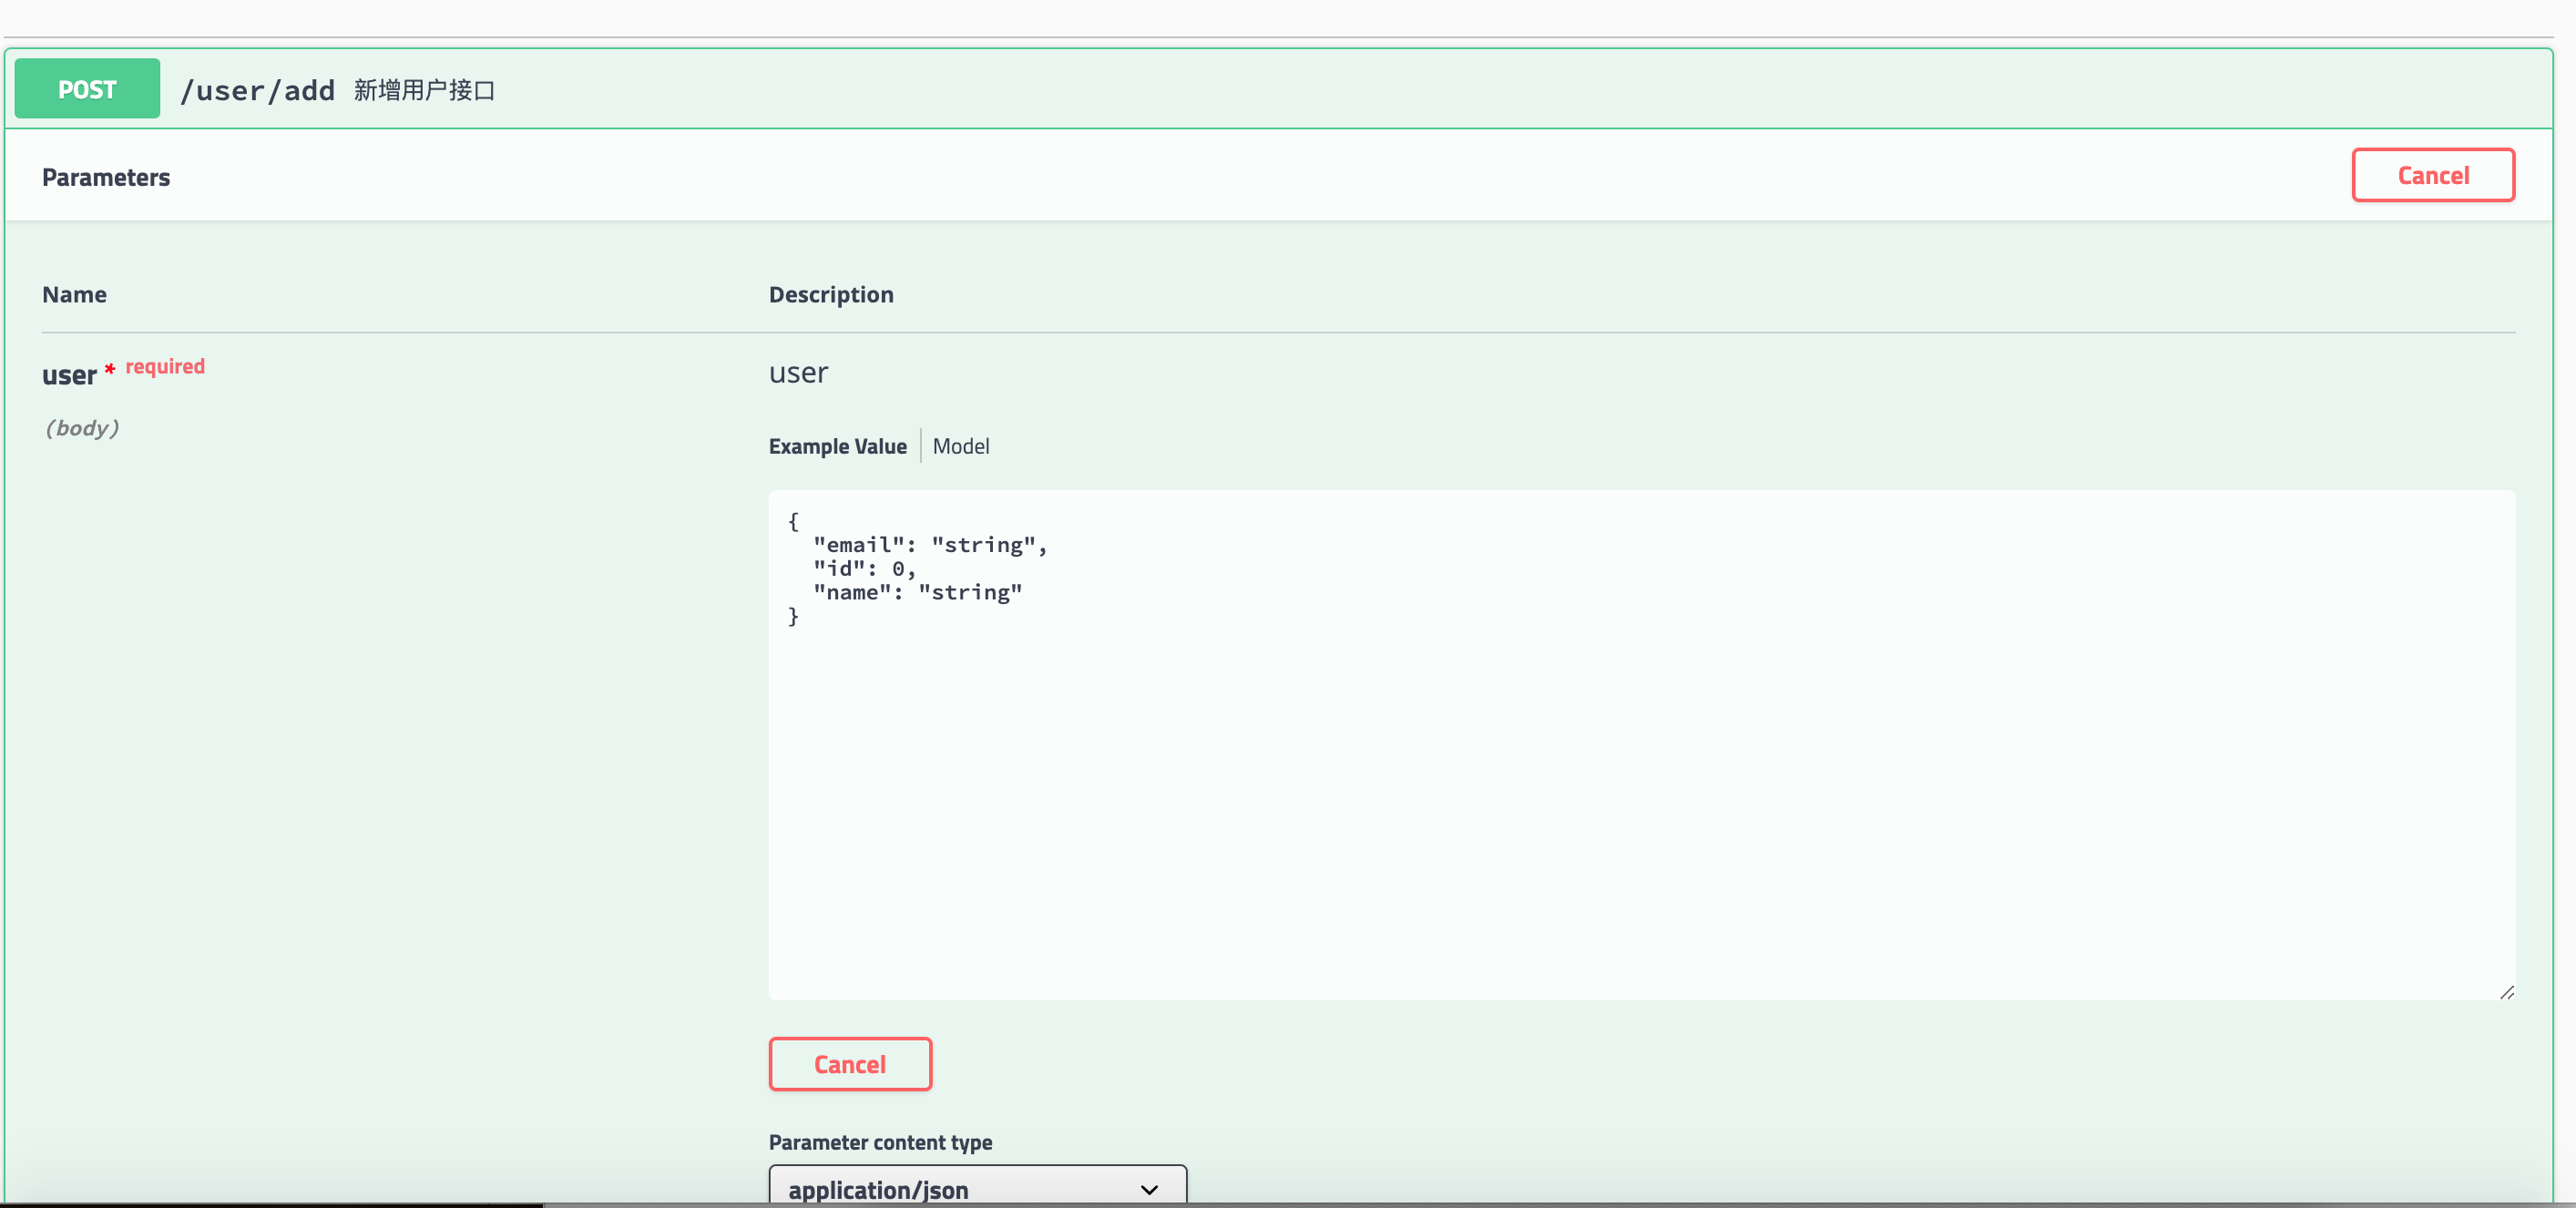 POST /user/add 新增用户接口
Parameters
Cancel
Name Description
user * required
user
(body)
Example Value Model
{
  "email": "string",
  "id": 0,
  "name": "string"
}
Cancel
Parameter content type
application/json